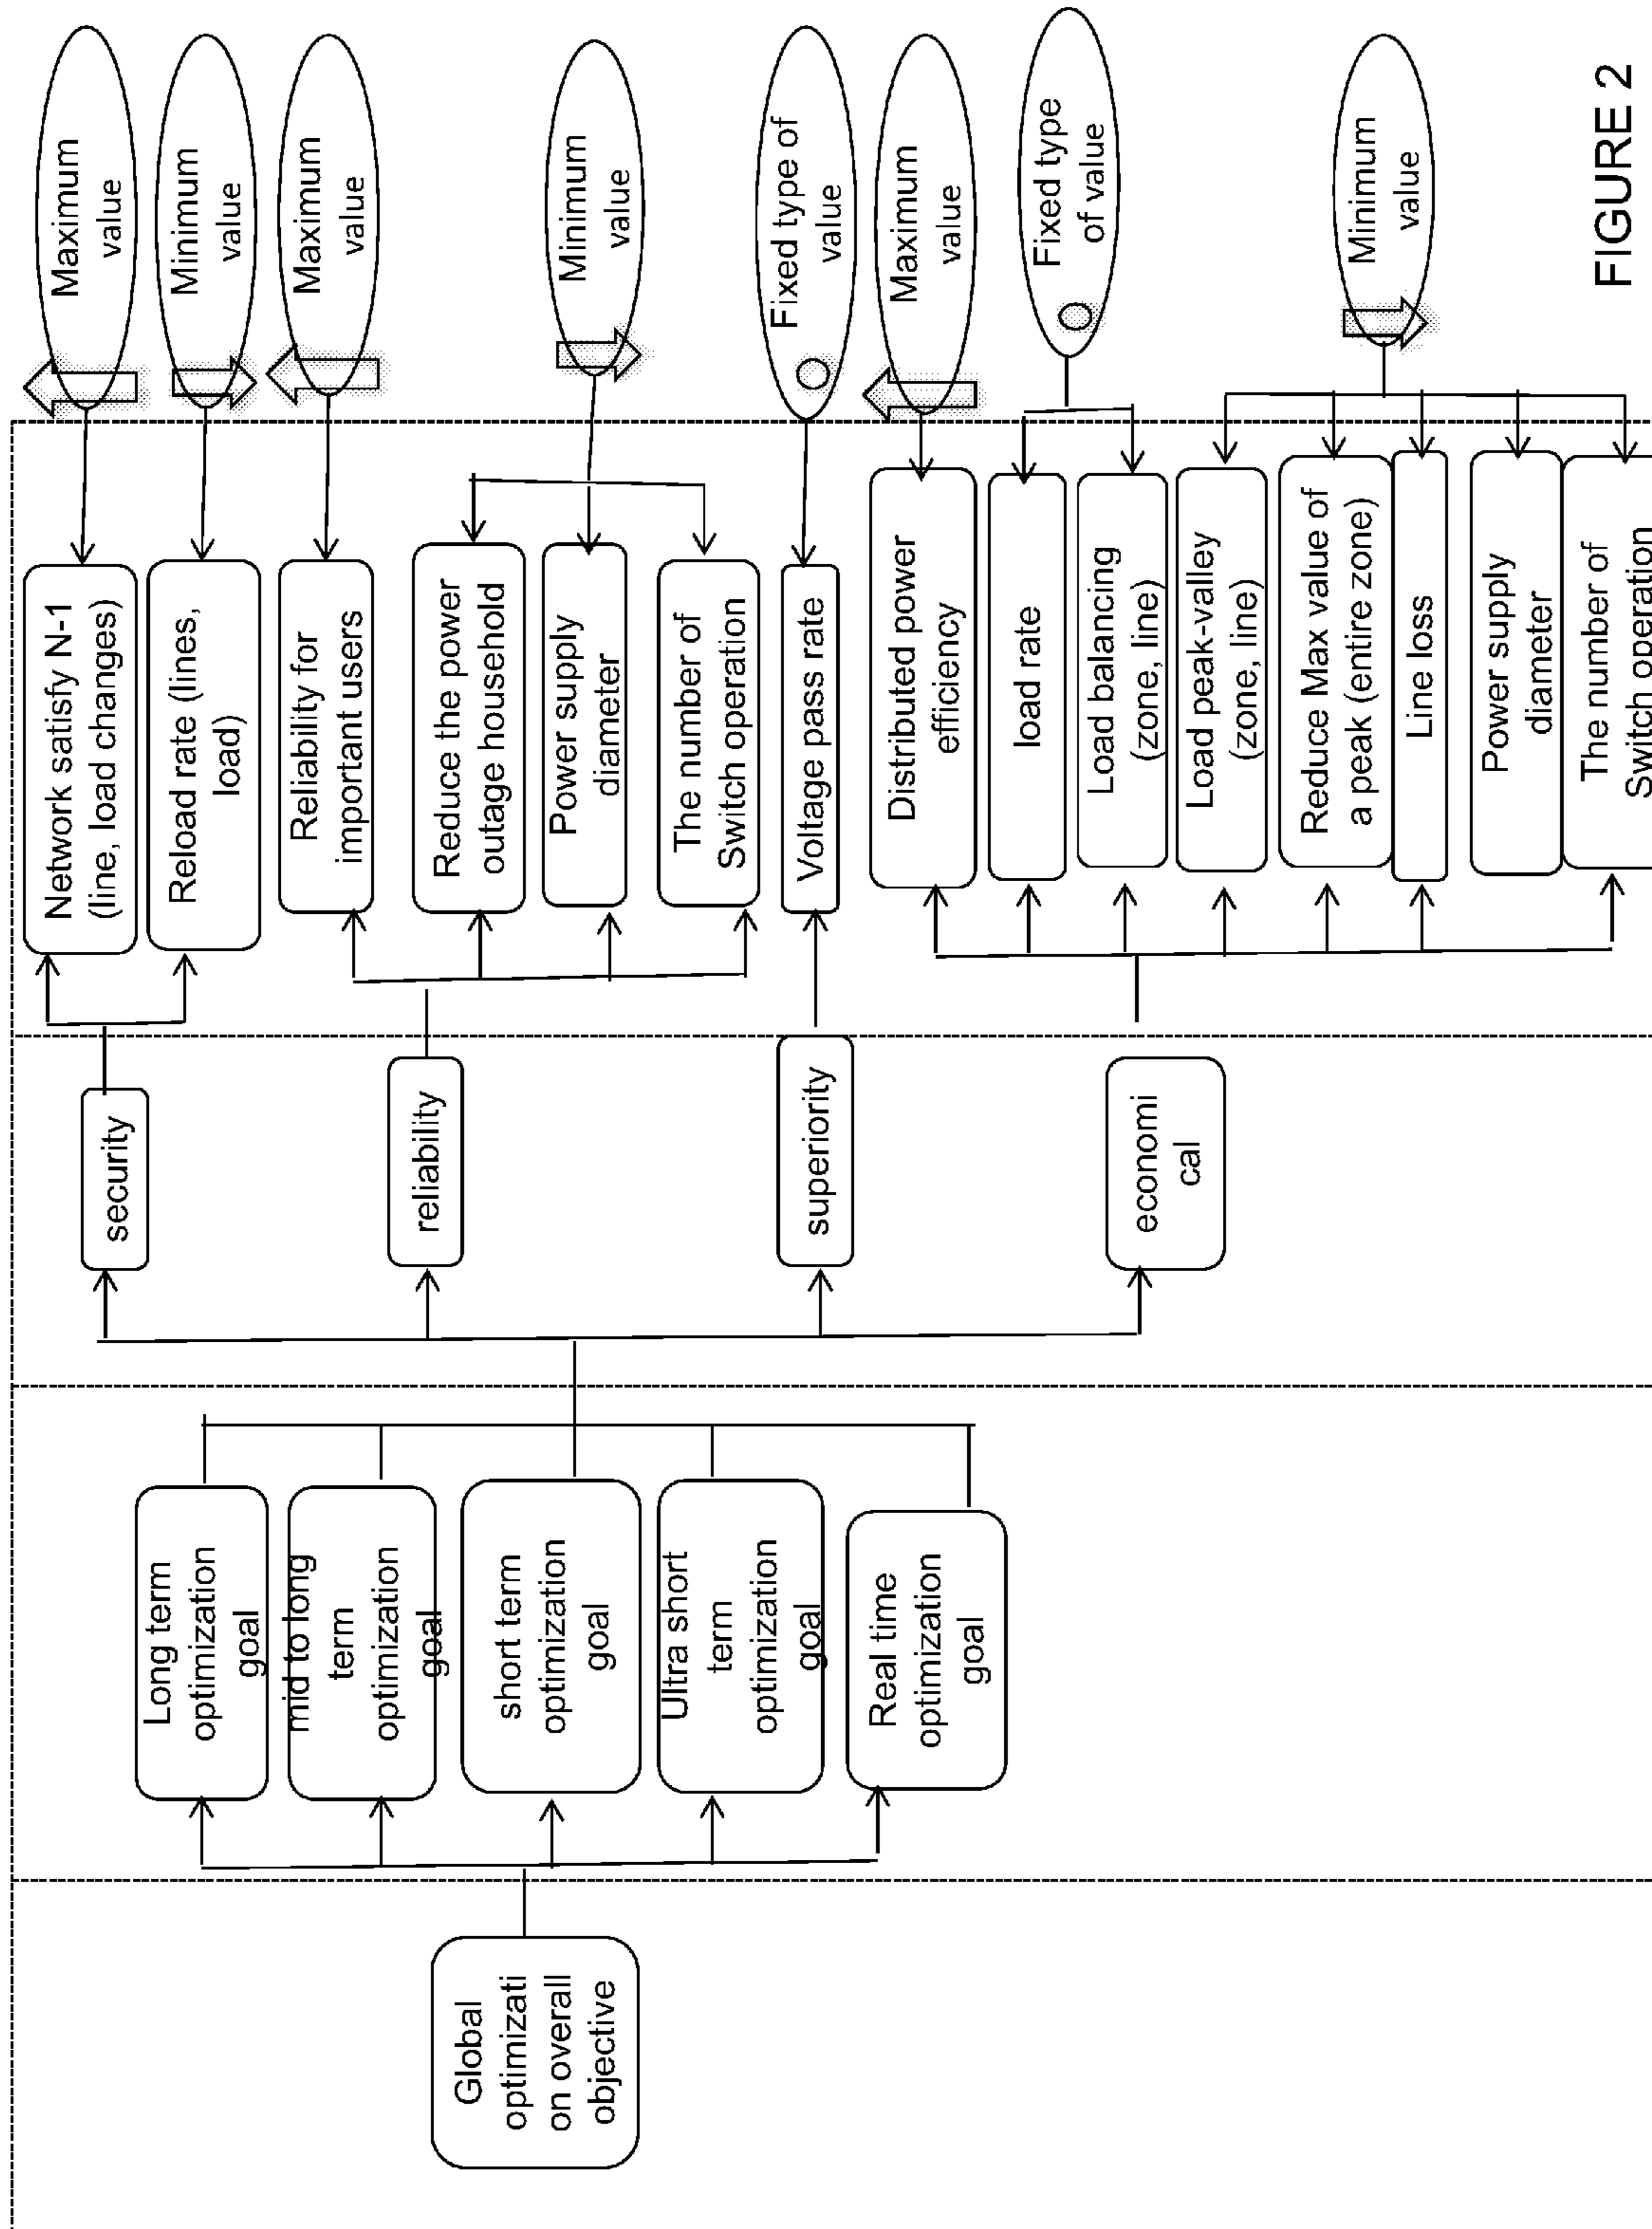 Global
optimizati
on overall
objective
Long term
optimization
goal
mid to long
term
optimization
goal
short term
optimization
goal
Ultra short
term
optimization
goal
Real time
optimization
goal
security
reliability
superiority
economi
cal
Network satisfy N-1
(line, load changes)
Reload rate (lines,
load)
Reliability for
important users
Reduce the power
outage household
Power supply
diameter
The number of
Switch operation
Voltage pass rate
Distributed power
efficiency
load rate
Load balancing
(zone, line)
Load peak-valley
(zone, line)
Reduce Max value of
a peak (entire zone)
Line loss
Power supply
diameter
The number of
Switch operation
Maximum
value
Minimum
value
Maximum
value
Minimum
value
Fixed type of
value
Maximum
value
Fixed type
of value
Minimum
value
FIGURE 2